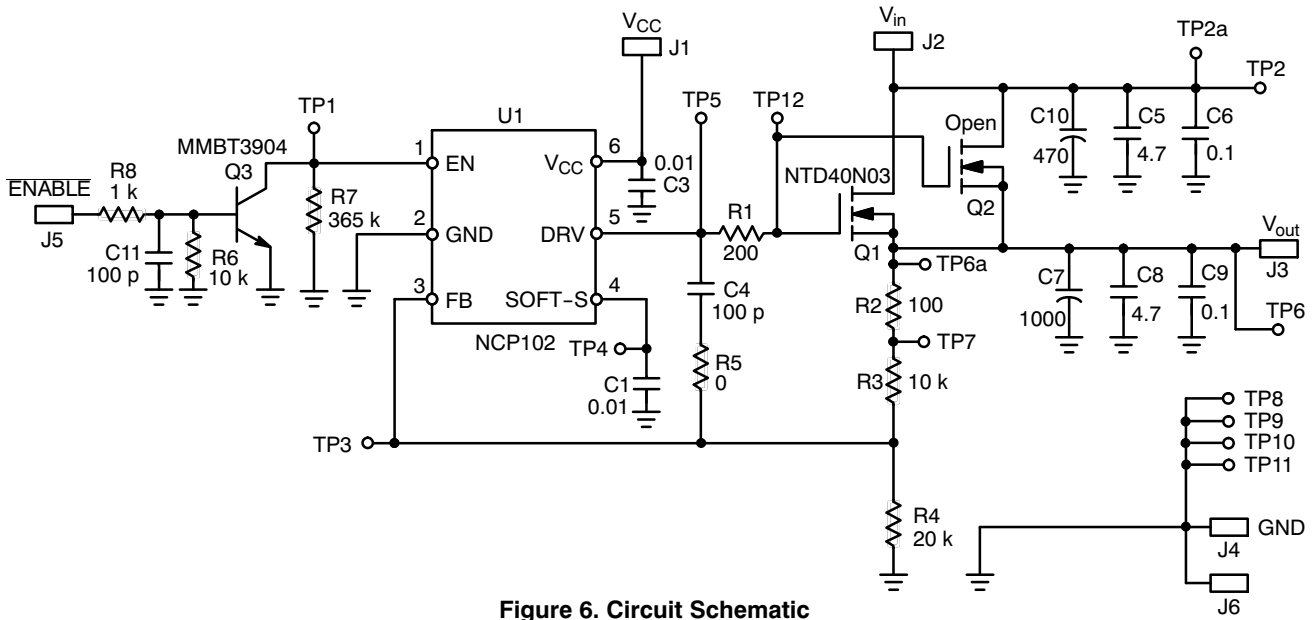 V_CC
J1
V_in
J2
TP2a
TP2
TP1
U1
TP5
TP12
C10
470
C5
4.7
C6
0.1
Open
Q2
MMBT3904
Q3
1
EN
V_CC
6
0.01
C3
NTD40N03
Q1
ENABLE
J5
R8
1 k
R7
365 k
2
GND
DRV
5
R1
200
V_out
J3
C11
100 p
R6
10 k
C4
100 p
TP6a
R2
100
C7
1000
C8
4.7
C9
0.1
TP6
3
FB
SOFT-S
4
NCP102
TP4
C1
0.01
R5
0
TP7
R3
10 k
TP3
TP8
TP9
TP10
TP11
R4
20 k
GND
J4
J6
Figure 6. Circuit Schematic